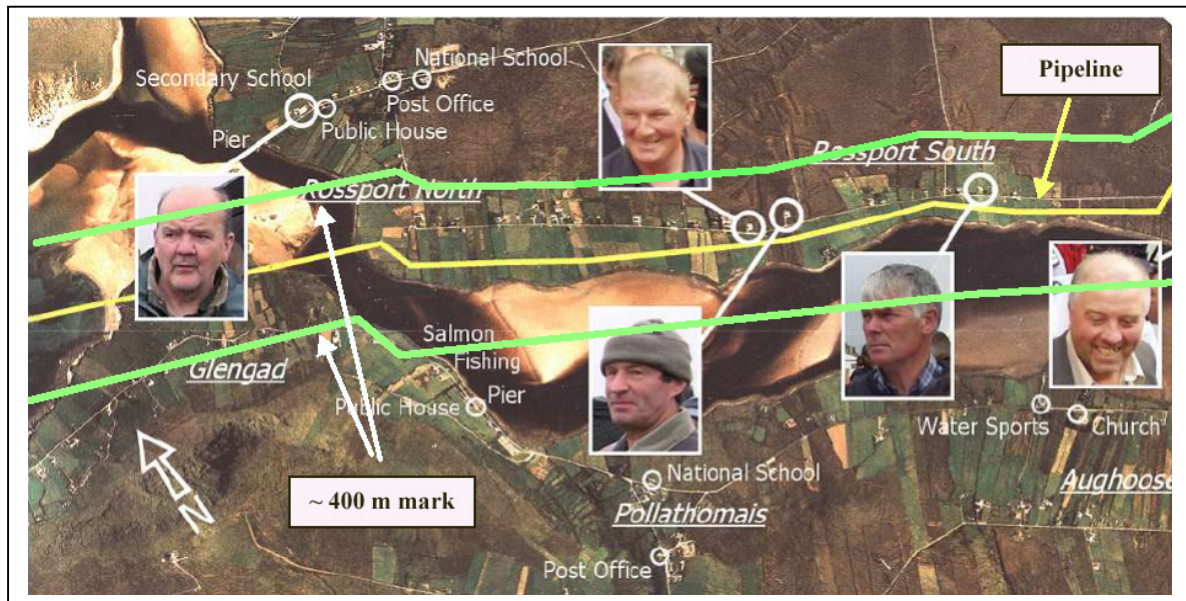 National School
Secondary School
Post Office
Public House
Pier
Pipeline
Rossport South
Rossport North
Salmon
Fishing
Glengad
Public House
Pier
Water Sports
Church
N
~ 400 m mark
National School
Aughoose
Pollathomais
Post Office